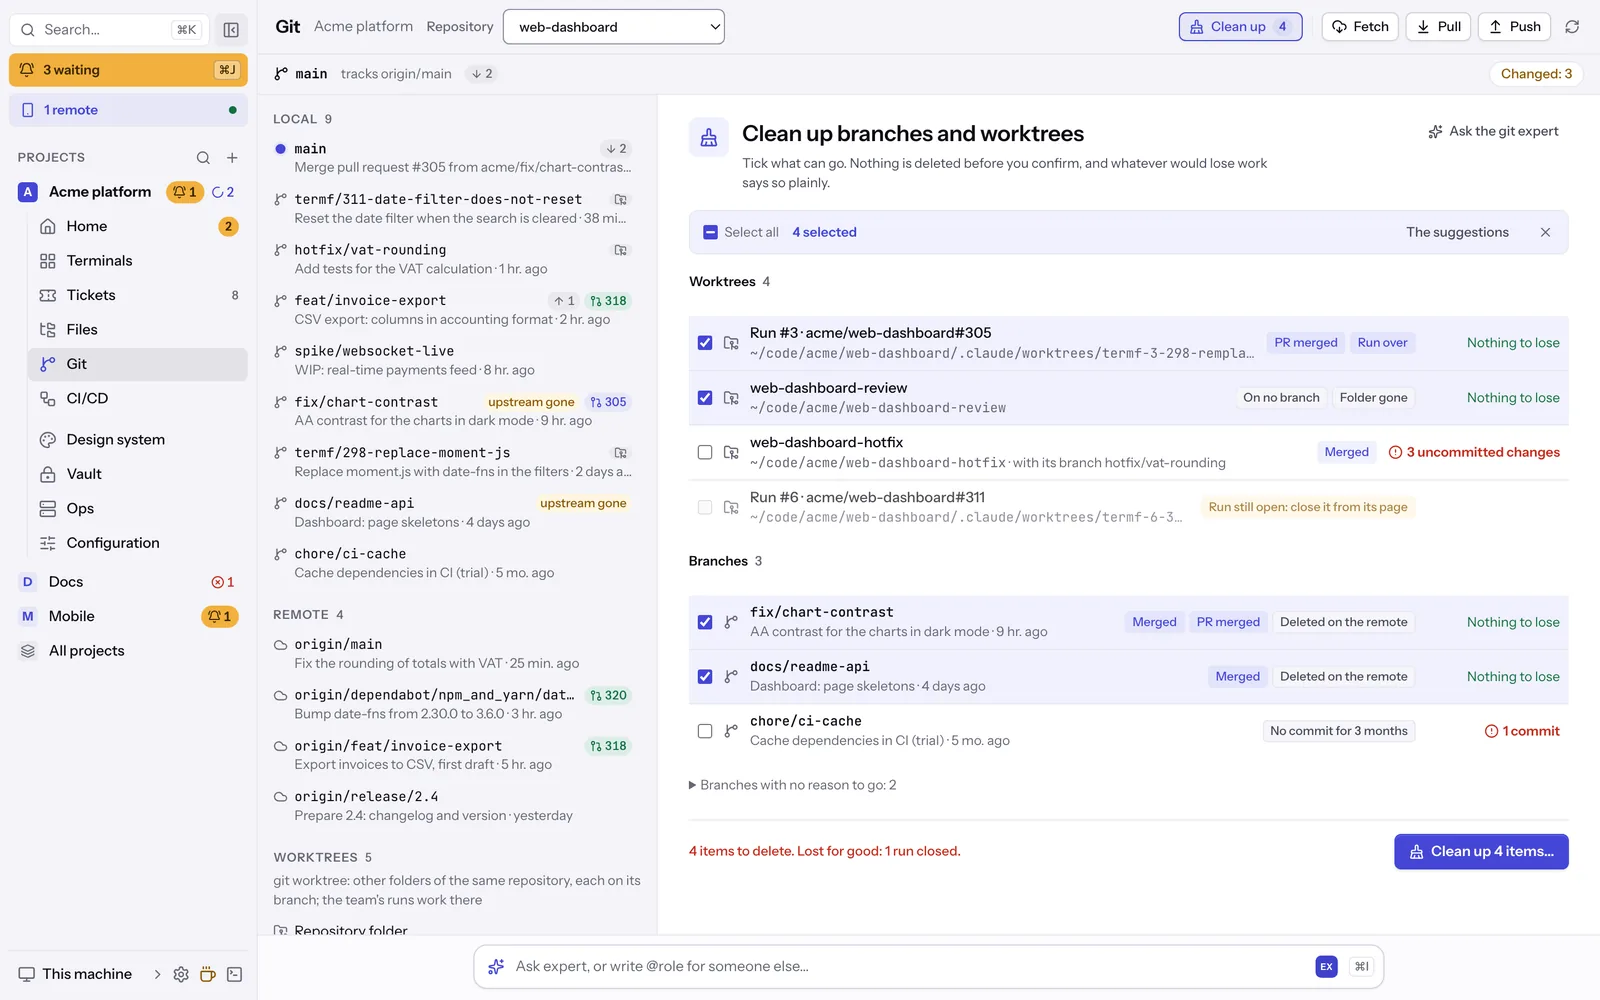 Search... ⌘K
3 waiting ⌘J
1 remote
PROJECTS
A Acme platform 1 2
Home 2
Terminals
Tickets 8
Files
Git
CI/CD
Design system
Vault
Ops
Configuration
D Docs 1
M Mobile 1
All projects
This machine
Git Acme platform Repository web-dashboard
Clean up 4 Fetch Pull Push
main tracks origin/main ↓ 2 Changed: 3
LOCAL 9
main ↓ 2
Merge pull request #305 from acme/fix/chart-contras...
termf/311-date-filter-does-not-reset
Reset the date filter when the search is cleared · 38 mi...
hotfix/vat-rounding
Add tests for the VAT calculation · 1 hr. ago
feat/invoice-export ↑ 1 318
CSV export: columns in accounting format · 2 hr. ago
spike/websocket-live
WIP: real-time payments feed · 8 hr. ago
fix/chart-contrast upstream gone 305
AA contrast for the charts in dark mode · 9 hr. ago
termf/298-replace-moment-js
Replace moment.js with date-fns in the filters · 2 days a...
docs/readme-api upstream gone
Dashboard: page skeletons · 4 days ago
chore/ci-cache
Cache dependencies in CI (trial) · 5 mo. ago
REMOTE 4
origin/main
Fix the rounding of totals with VAT · 25 min. ago
origin/dependabot/npm_and_yarn/dat... 320
Bump date-fns from 2.30.0 to 3.6.0 · 3 hr. ago
origin/feat/invoice-export 318
Export invoices to CSV, first draft · 5 hr. ago
origin/release/2.4
Prepare 2.4: changelog and version · yesterday
WORKTREES 5
git worktree: other folders of the same repository, each on its
branch; the team's runs work there
Repository folder
Clean up branches and worktrees
Ask the git expert
Tick what can go. Nothing is deleted before you confirm, and whatever would lose work
says so plainly.
Select all 4 selected The suggestions
Worktrees 4
Run #3 · acme/web-dashboard#305
~/code/acme/web-dashboard/.claude/worktrees/termf-3-298-rempla...
PR merged Run over Nothing to lose
web-dashboard-review
~/code/acme/web-dashboard-review
On no branch Folder gone Nothing to lose
web-dashboard-hotfix
~/code/acme/web-dashboard-hotfix · with its branch hotfix/vat-rounding
Merged 3 uncommitted changes
Run #6 · acme/web-dashboard#311
~/code/acme/web-dashboard/.claude/worktrees/termf-6-3...
Run still open: close it from its page
Branches 3
fix/chart-contrast
AA contrast for the charts in dark mode · 9 hr. ago
Merged PR merged Deleted on the remote Nothing to lose
docs/readme-api
Dashboard: page skeletons · 4 days ago
Merged Deleted on the remote Nothing to lose
chore/ci-cache
Cache dependencies in CI (trial) · 5 mo. ago
No commit for 3 months 1 commit
Branches with no reason to go: 2
4 items to delete. Lost for good: 1 run closed.
Clean up 4 items...
Ask expert, or write @role for someone else... EX ⌘I